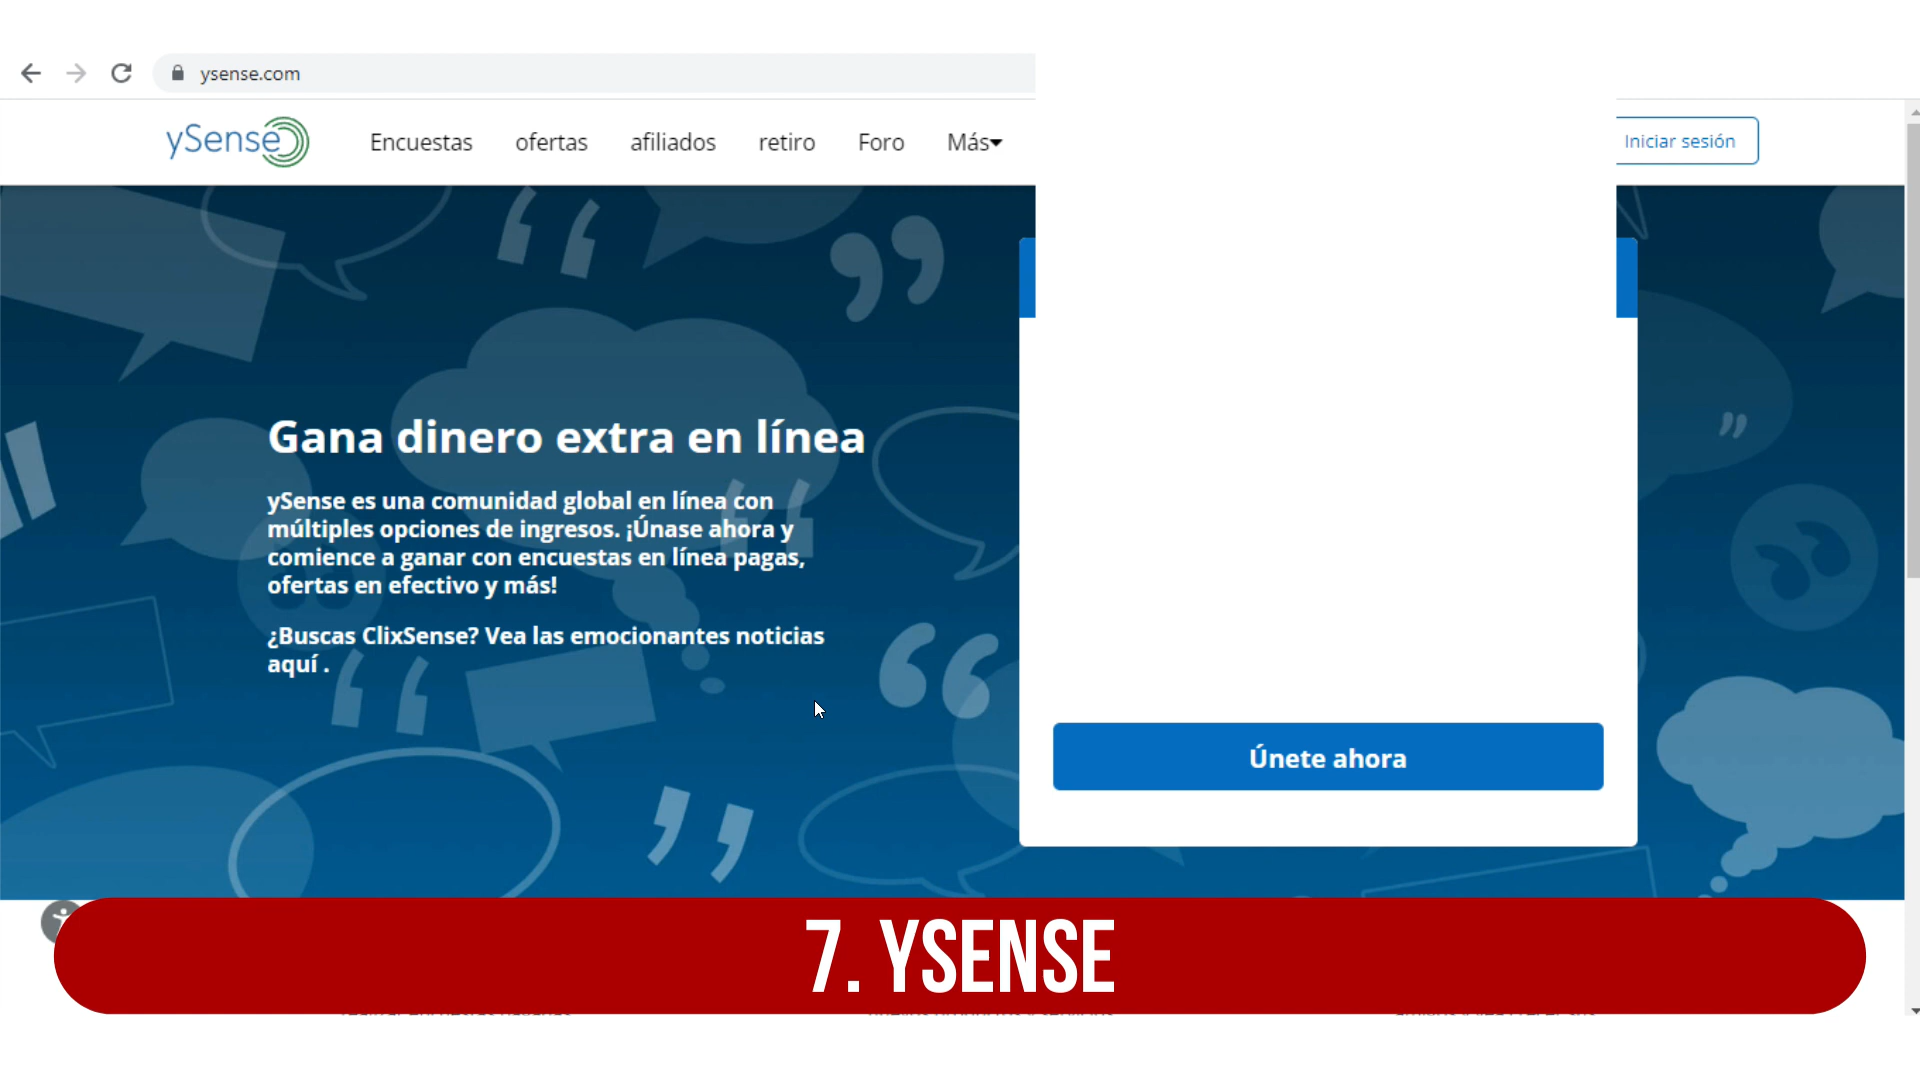 ysense.com
ySense
Encuestas ofertas afiliados retiro Foro Más
Iniciar sesión
Gana dinero extra en línea
ySense es una comunidad global en línea con
múltiples opciones de ingresos. ¡Únase ahora y
comience a ganar con encuestas en línea pagas,
ofertas en efectivo y más!
¿Buscas ClixSense? Vea las emocionantes noticias
aquí .
Únete ahora
7. YSENSE